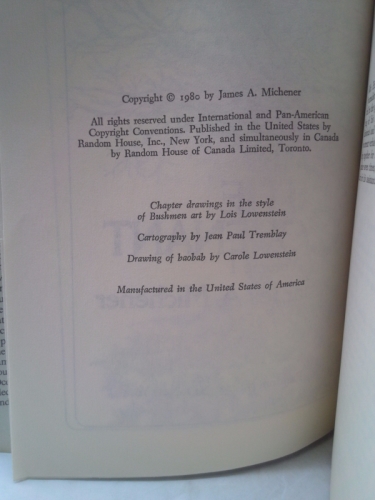 Copyright © 1980 by James A. Michener
All rights reserved under International and Pan-American
Copyright Conventions. Published in the United States by
Random House, Inc., New York, and simultaneously in Canada
by Random House of Canada Limited, Toronto.
Chapter drawings in the style
of Bushmen art by Lois Lowenstein
Cartography by Jean Paul Tremblay
Drawing of baobab by Carole Lowenstein
Manufactured in the United States of America